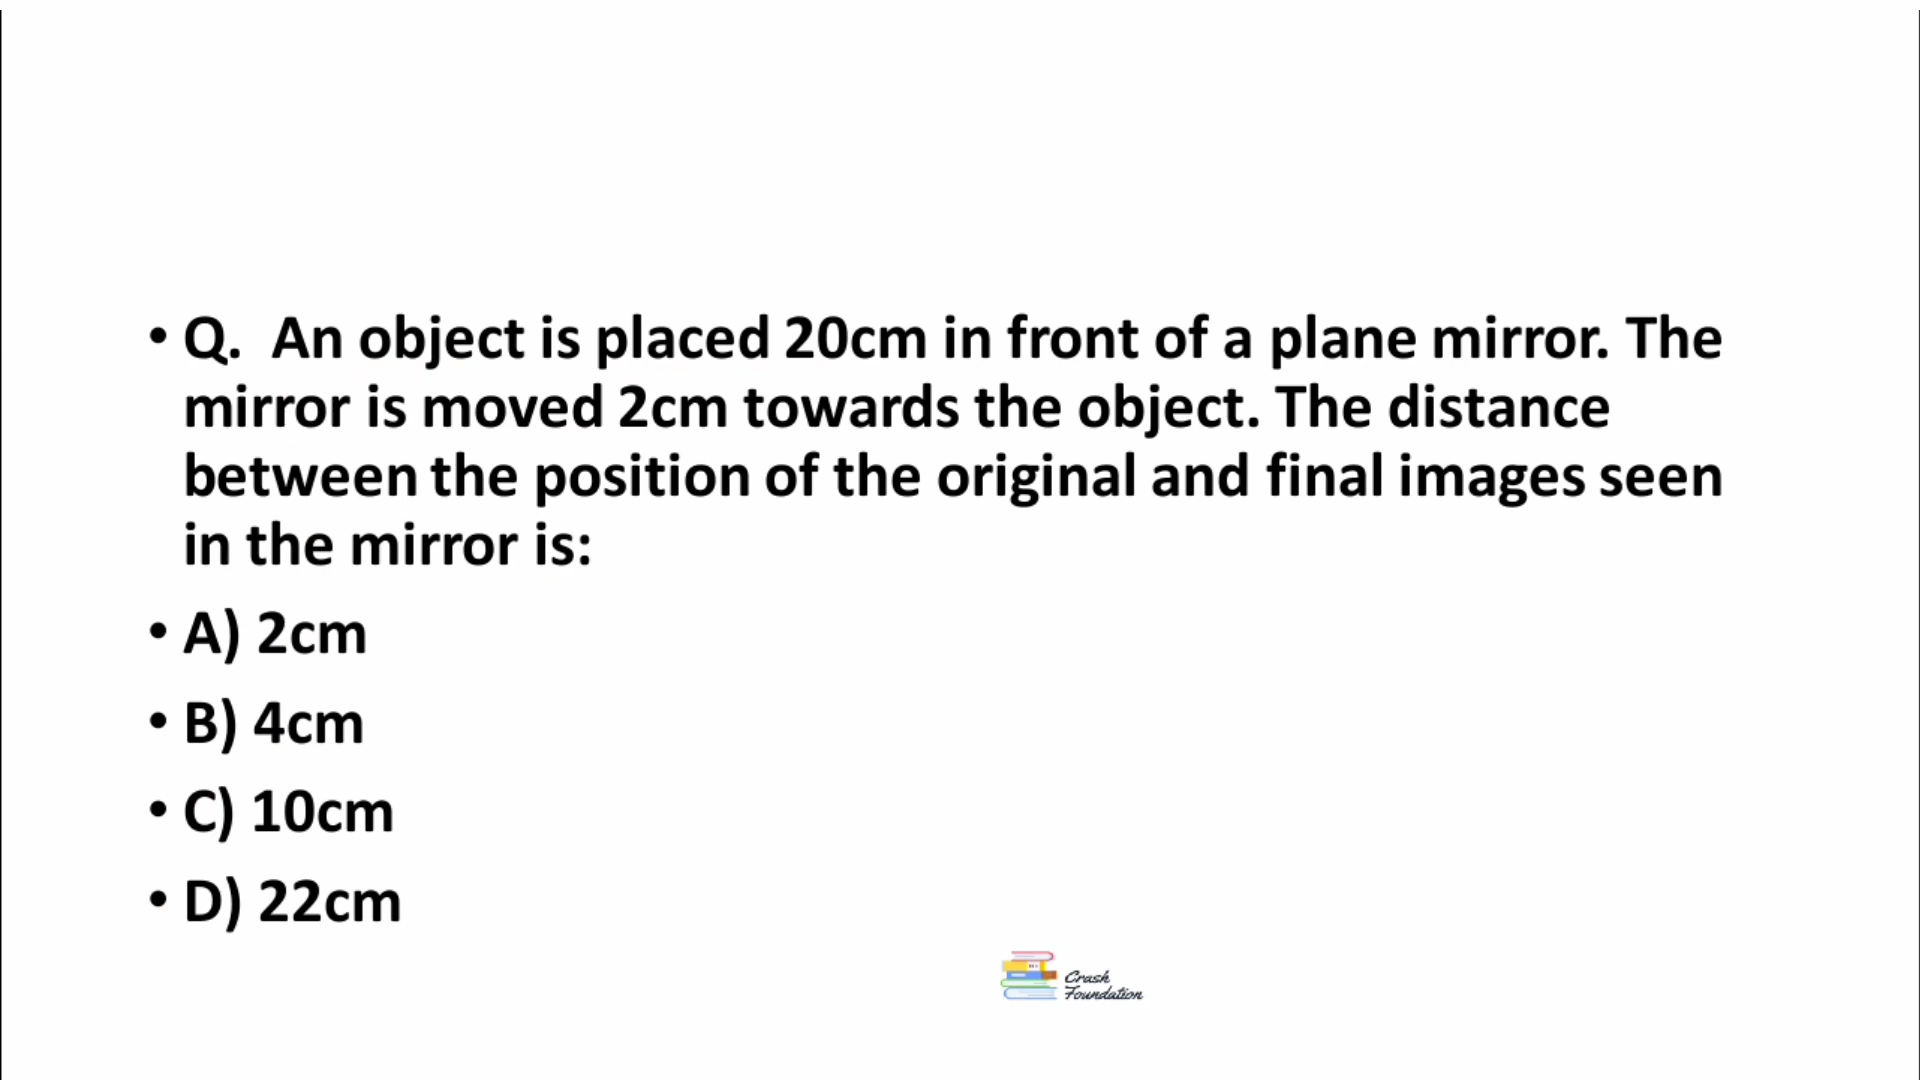 • Q. An object is placed 20cm in front of a plane mirror. The
mirror is moved 2cm towards the object. The distance
between the position of the original and final images seen
in the mirror is:
• A) 2cm
• B) 4cm
• C) 10cm
• D) 22cm
Crash
Foundation